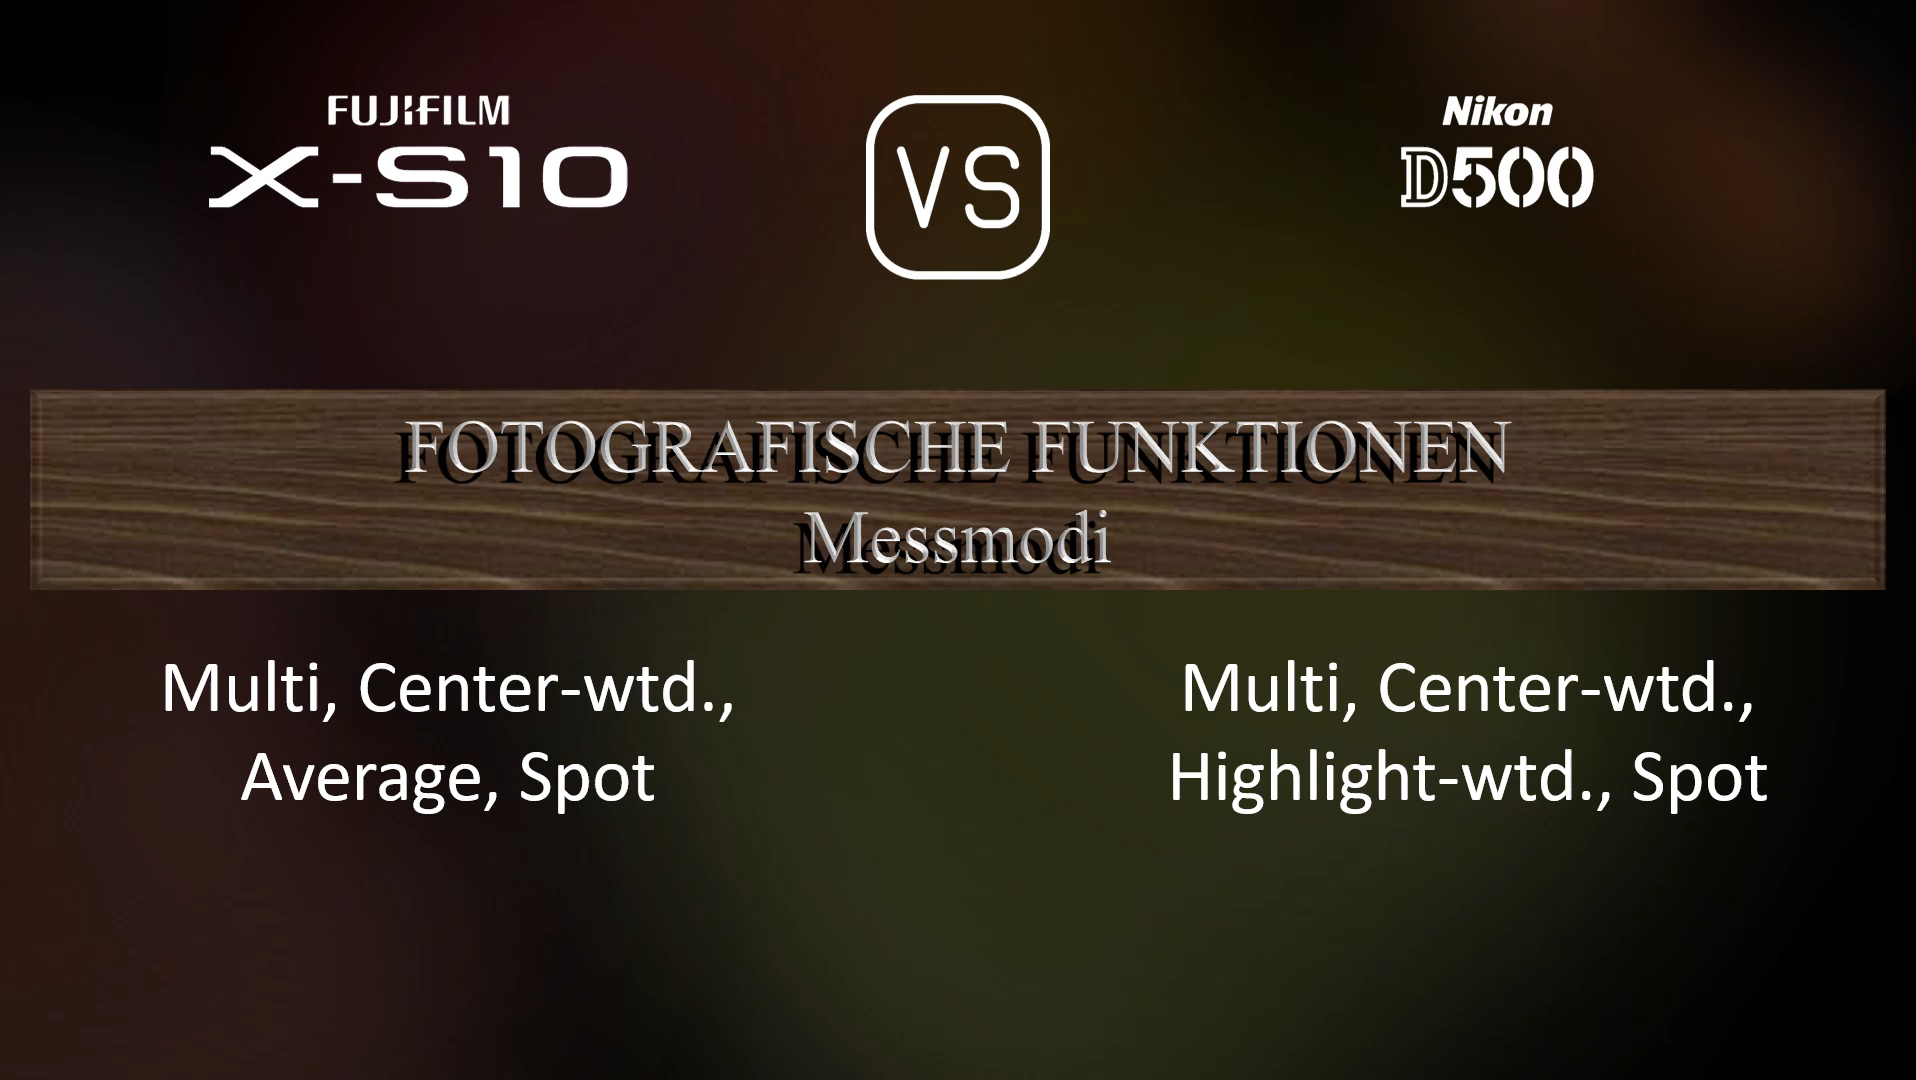 FUJIFILM
X-S10
VS
Nikon
D500
FOTOGRAFISCHE FUNKTIONEN
Messmodi
Multi, Center-wtd.,
Average, Spot
Multi, Center-wtd.,
Highlight-wtd., Spot